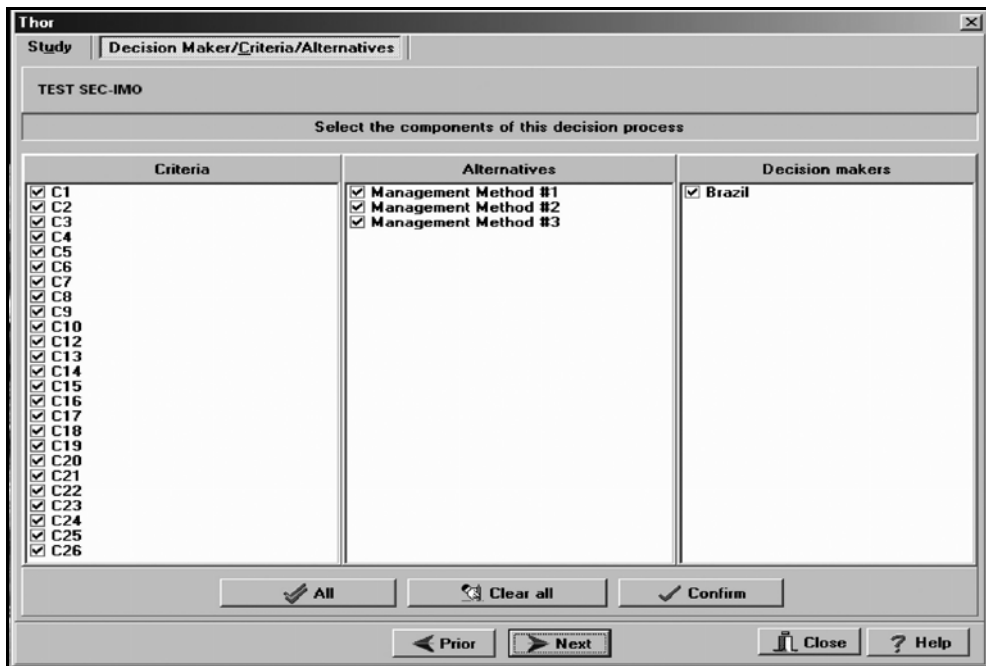 Thor
Study Decision Maker/Criteria/Alternatives
TEST SEC-IMO
Select the components of this decision process
Criteria Alternatives Decision makers
C1 Management Method #1 Brazil
C2 Management Method #2
C3 Management Method #3
C4
C5
C6
C7
C8
C9
C10
C12
C13
C14
C15
C16
C17
C18
C19
C20
C21
C22
C23
C24
C25
C26
All Clear all Confirm
Prior Next Close ? Help